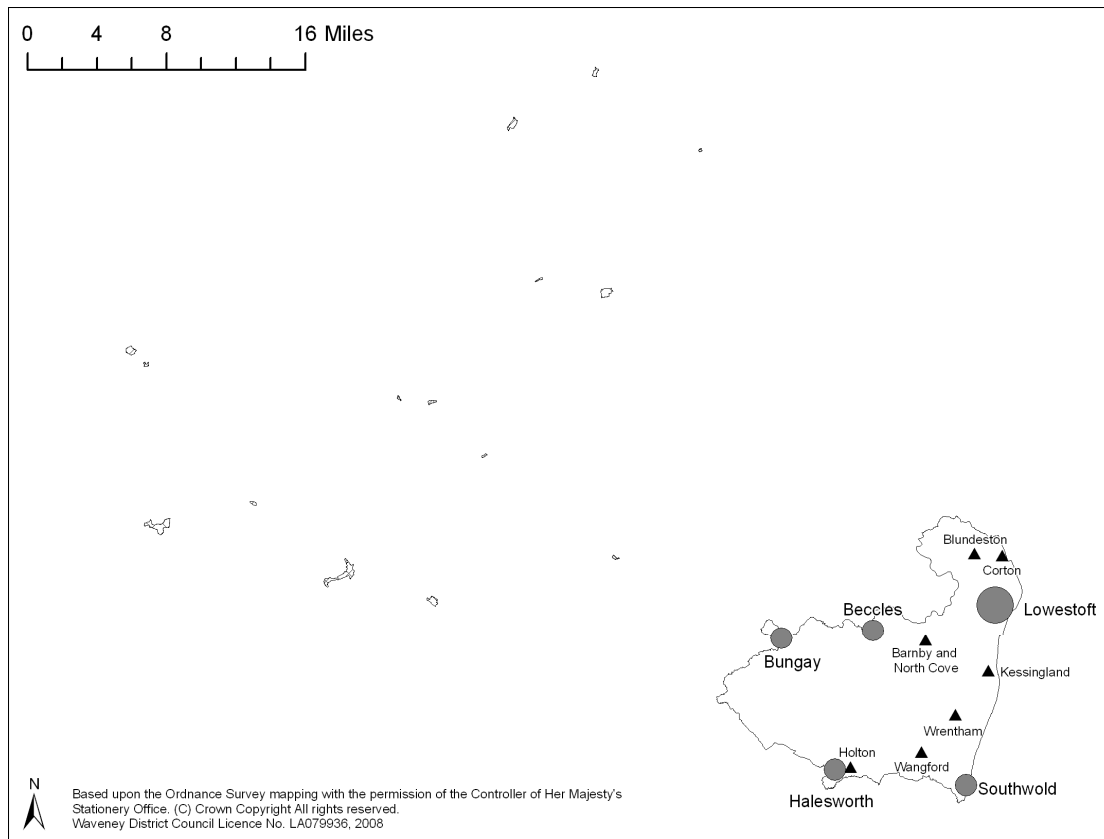 0 4 8 16 Miles
Blundeston
Corton
Lowestoft
Beccles
Bungay
Barnby and
North Cove
Kessingland
Wrentham
Holton
Wangford
Halesworth
Southwold
N
Based upon the Ordnance Survey mapping with the permission of the Controller of Her Majesty's
Stationery Office. (C) Crown Copyright All rights reserved.
Waveney District Council Licence No. LA079936, 2008